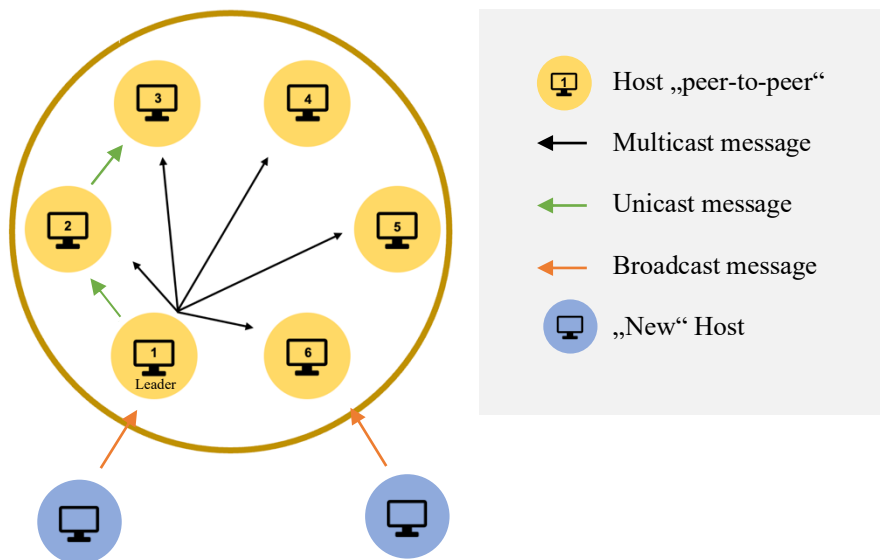 3
4
2
5
1
Leader
6
1
Host „peer-to-peer“
Multicast message
Unicast message
Broadcast message
„New“ Host